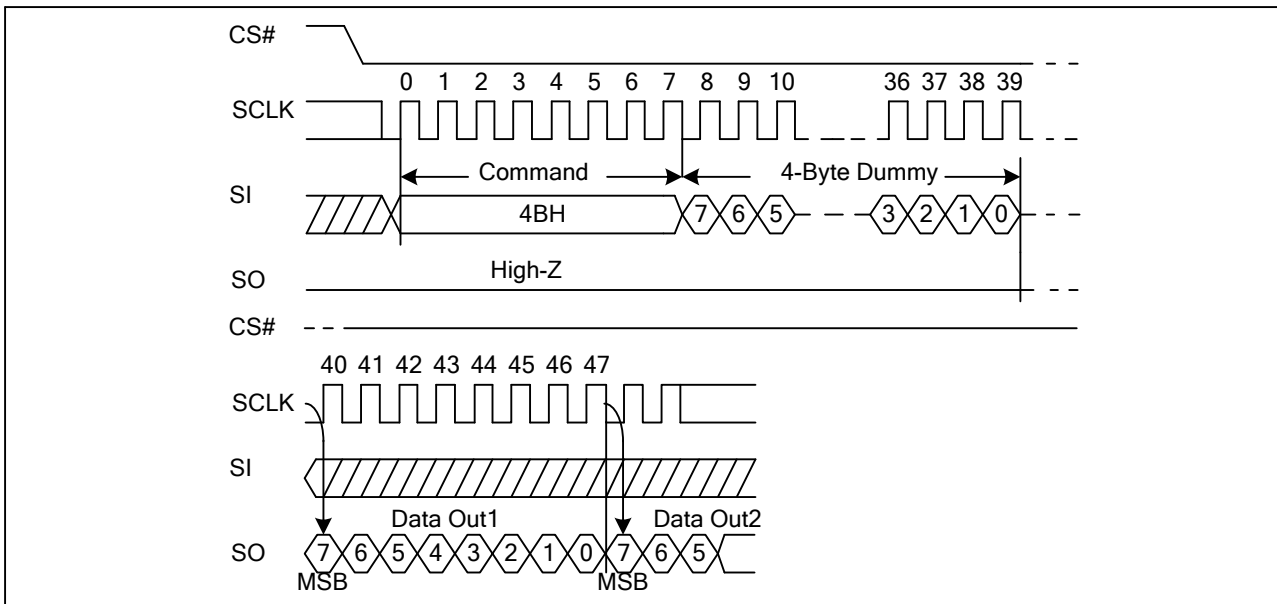 CS#
0 1 2 3 4 5 6 7 8 9 10 36 37 38 39
SCLK
Command 4-Byte Dummy
SI
4BH 7 6 5 3 2 1 0
High-Z
SO
CS#
40 41 42 43 44 45 46 47
SCLK
SI
Data Out1 Data Out2
SO 7 6 5 4 3 2 1 0 7 6 5
MSB MSB